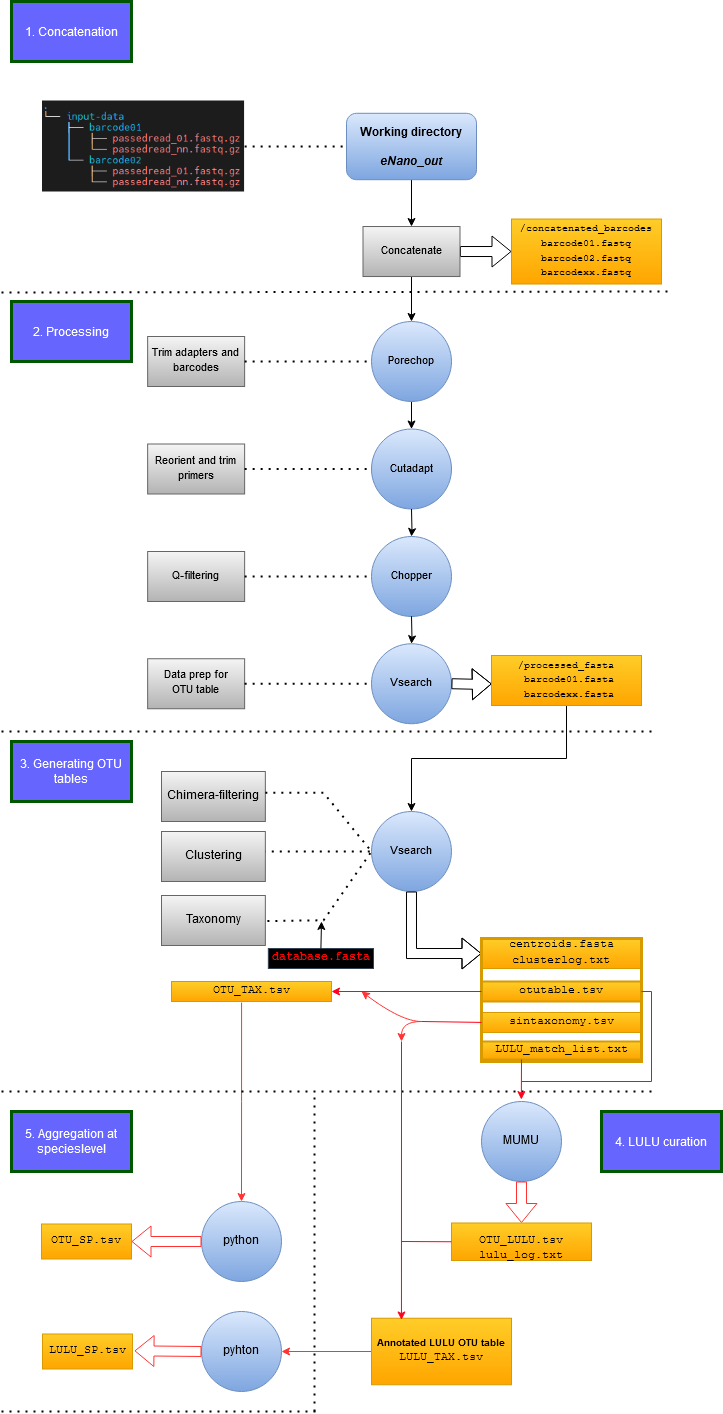 1. Concatenation
.
└── input-data
├── barcode01
│ ├── passedread_01.fastq.gz
│ └── passedread_nn.fastq.gz
└── barcode02
├── passedread_01.fastq.gz
└── passedread_nn.fastq.gz
Working directory
eNano_out
Concatenate
/concatenated_barcodes
barcode01.fastq
barcode02.fastq
barcodexx.fastq
2. Processing
Trim adapters and
barcodes
Porechop
Reorient and trim
primers
Cutadapt
Q-filtering
Chopper
Data prep for
OTU table
Vsearch
/processed_fasta
barcode01.fasta
barcodexx.fasta
3. Generating OTU
tables
Chimera-filtering
Clustering
Taxonomy
database.fasta
Vsearch
centroids.fasta
clusterlog.txt
otutable.tsv
sintaxonomy.tsv
LULU_match_list.txt
OTU_TAX.tsv
5. Aggregation at
specieslevel
4. LULU curation
MUMU
OTU_LULU.tsv
lulu_log.txt
python
OTU_SP.tsv
Annotated LULU OTU table
LULU_TAX.tsv
pyhton
LULU_SP.tsv